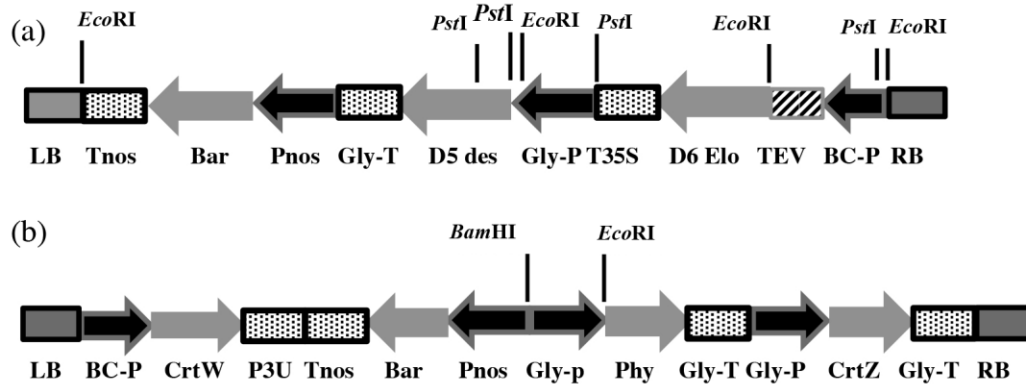 (a)
EcoRI PstI PstI EcoRI PstI EcoRI PstI EcoRI
LB Tnos Bar Pnos Gly-T D5 des Gly-P T35S D6 Elo TEV BC-P RB
(b)
BamHI EcoRI
LB BC-P CrtW P3U Tnos Bar Pnos Gly-p Phy Gly-T Gly-P CrtZ Gly-T RB